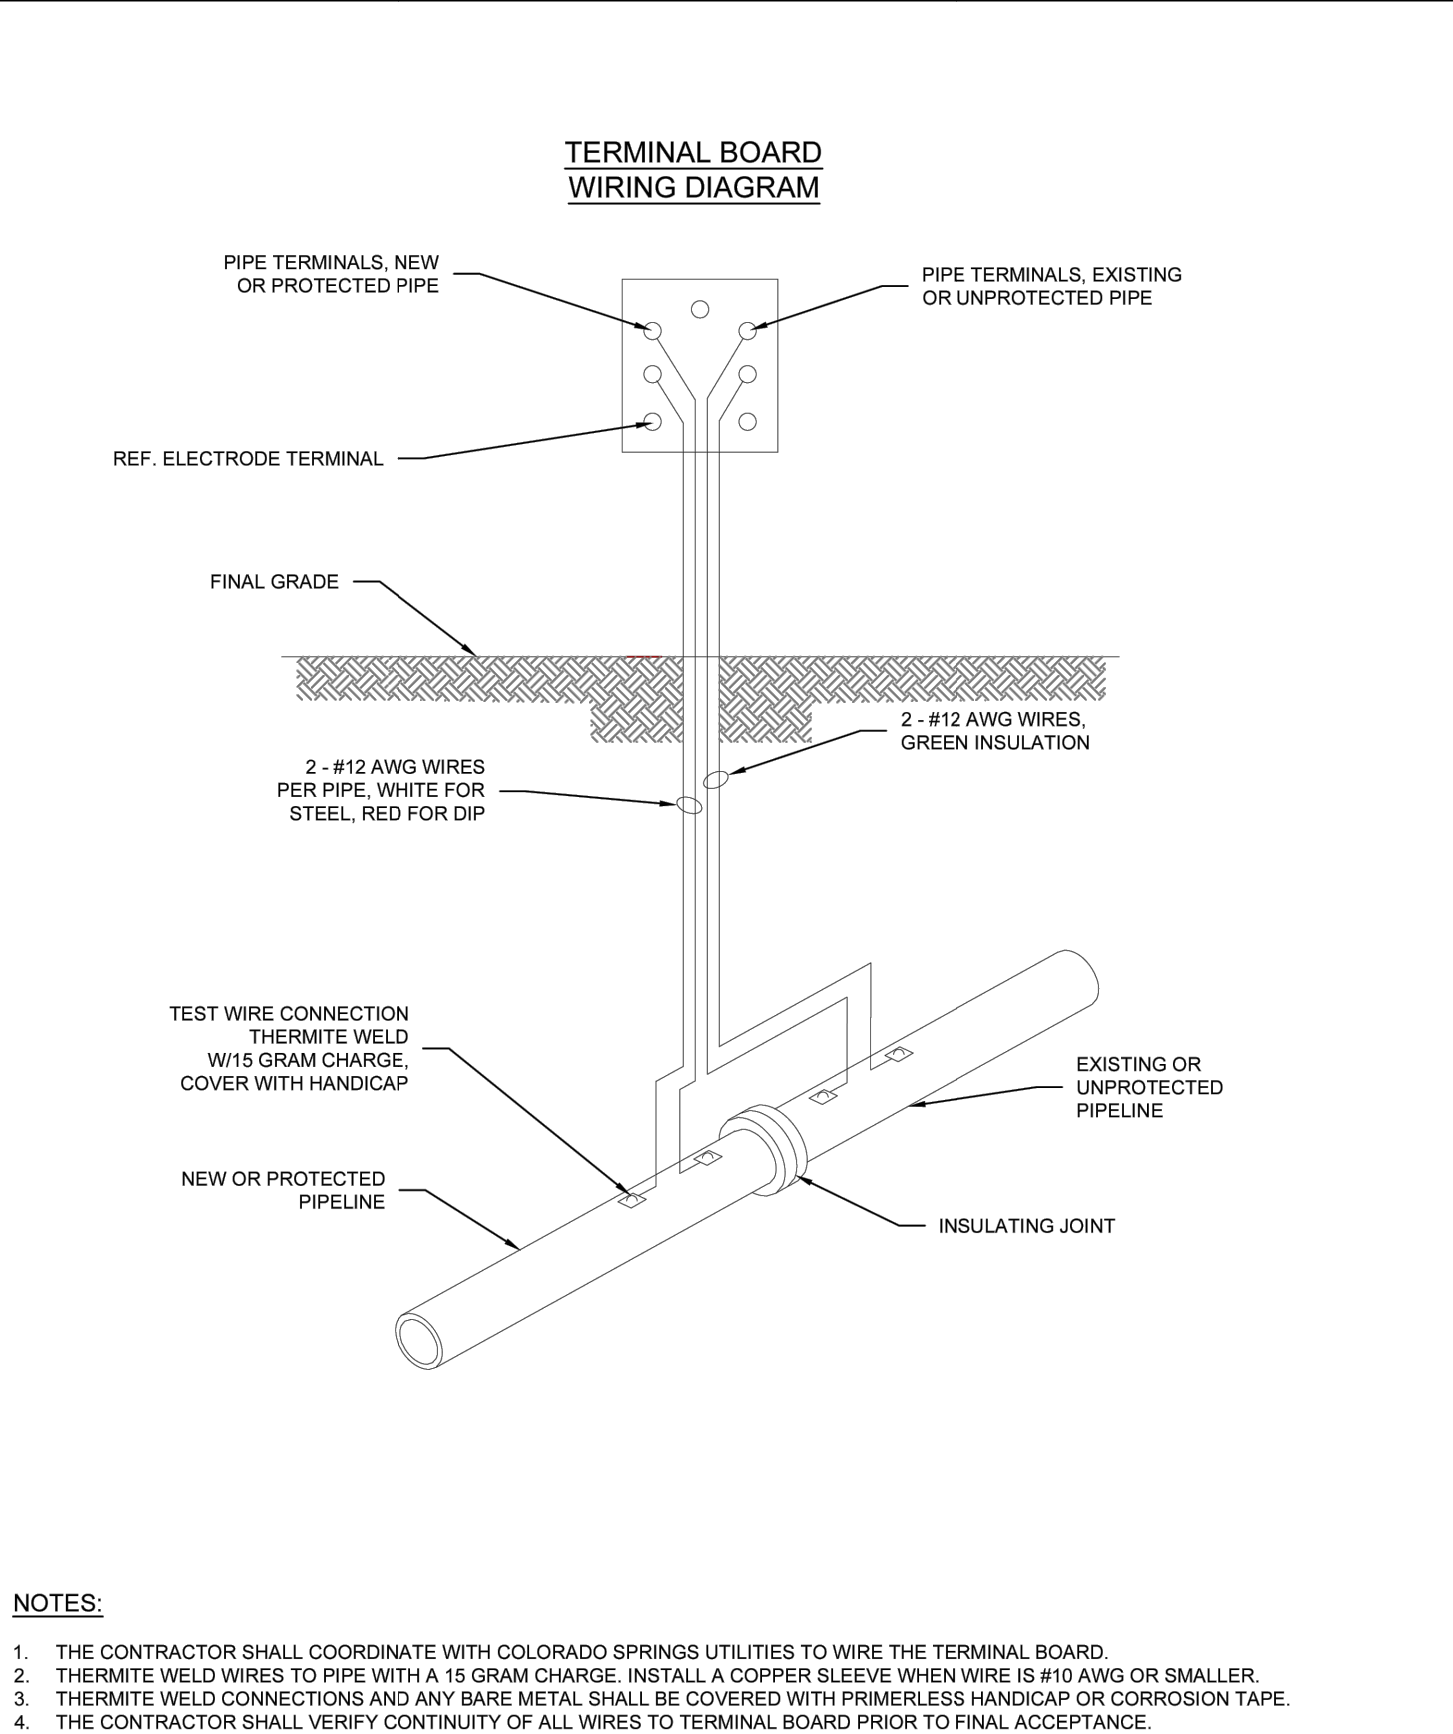 TERMINAL BOARD
WIRING DIAGRAM
PIPE TERMINALS, NEW
OR PROTECTED PIPE
PIPE TERMINALS, EXISTING
OR UNPROTECTED PIPE
REF. ELECTRODE TERMINAL
FINAL GRADE
2 - #12 AWG WIRES,
GREEN INSULATION
2 - #12 AWG WIRES
PER PIPE, WHITE FOR
STEEL, RED FOR DIP
TEST WIRE CONNECTION
THERMITE WELD
W/15 GRAM CHARGE,
COVER WITH HANDICAP
EXISTING OR
UNPROTECTED
PIPELINE
NEW OR PROTECTED
PIPELINE
INSULATING JOINT
NOTES:
1. THE CONTRACTOR SHALL COORDINATE WITH COLORADO SPRINGS UTILITIES TO WIRE THE TERMINAL BOARD.
2. THERMITE WELD WIRES TO PIPE WITH A 15 GRAM CHARGE. INSTALL A COPPER SLEEVE WHEN WIRE IS #10 AWG OR SMALLER.
3. THERMITE WELD CONNECTIONS AND ANY BARE METAL SHALL BE COVERED WITH PRIMERLESS HANDICAP OR CORROSION TAPE.
4. THE CONTRACTOR SHALL VERIFY CONTINUITY OF ALL WIRES TO TERMINAL BOARD PRIOR TO FINAL ACCEPTANCE.